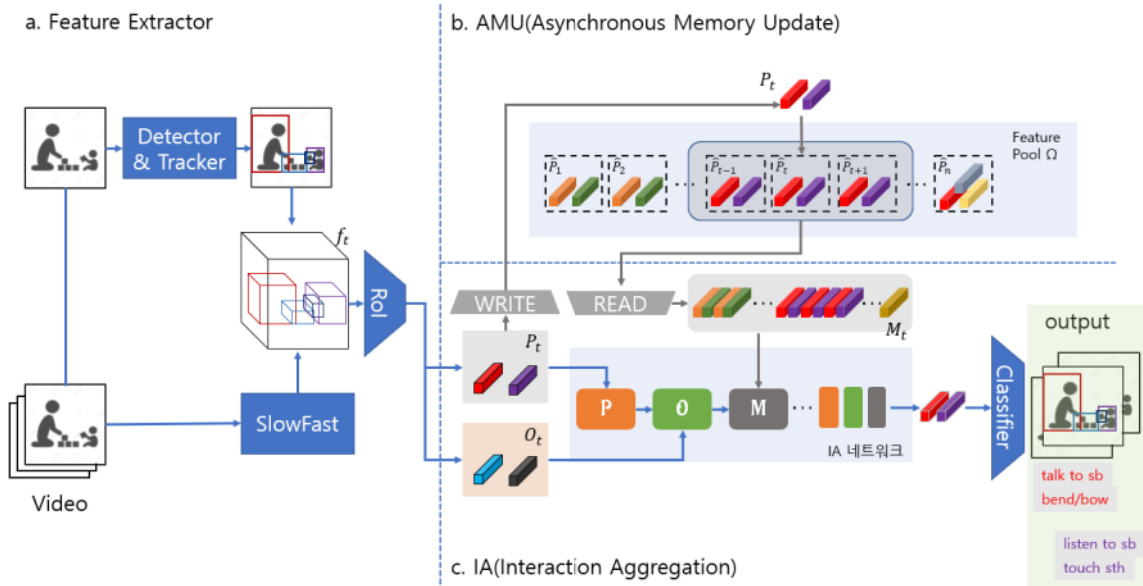 a. Feature Extractor
b. AMU(Asynchronous Memory Update)
Detector
& Tracker
P_t
Feature
Pool Ω
P̂_1
P̂_2
...
P̂_{t-1}
P̂_t
P̂_{t+1}
...
P̂_n
f_t
RoI
WRITE
READ
...
...
M_t
P_t
P
O
M
...
IA 네트워크
O_t
SlowFast
Video
Classifier
output
talk to sb
bend/bow
listen to sb
touch sth
c. IA(Interaction Aggregation)